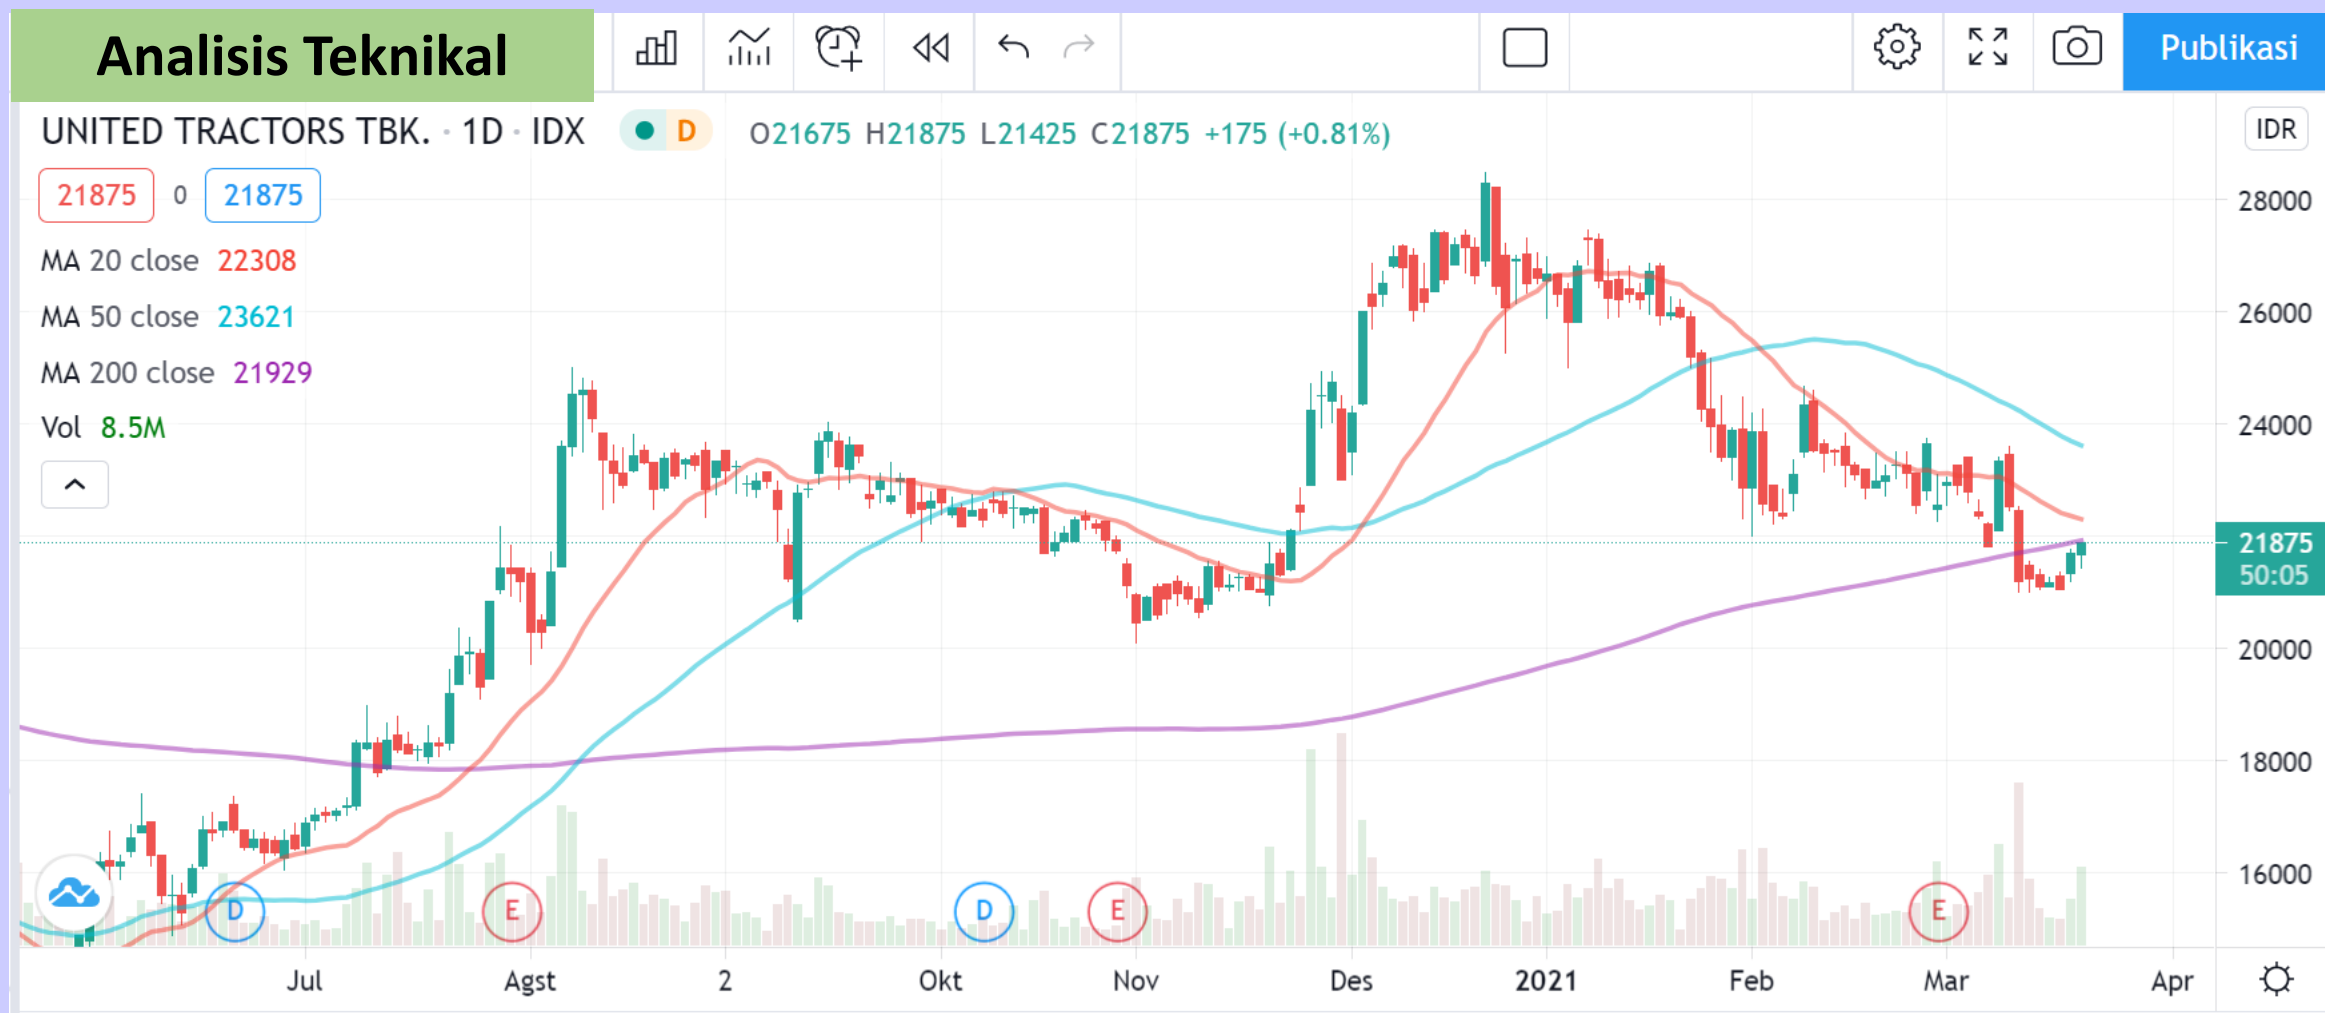 Analisis Teknikal
Publikasi
UNITED TRACTORS TBK. · 1D · IDX D O21675 H21875 L21425 C21875 +175 (+0.81%)
IDR
21875 0 21875
MA 20 close 22308
MA 50 close 23621
MA 200 close 21929
Vol 8.5M
28000
26000
24000
21875
50:05
20000
18000
16000
D E D E E
Jul Agst 2 Okt Nov Des 2021 Feb Mar Apr